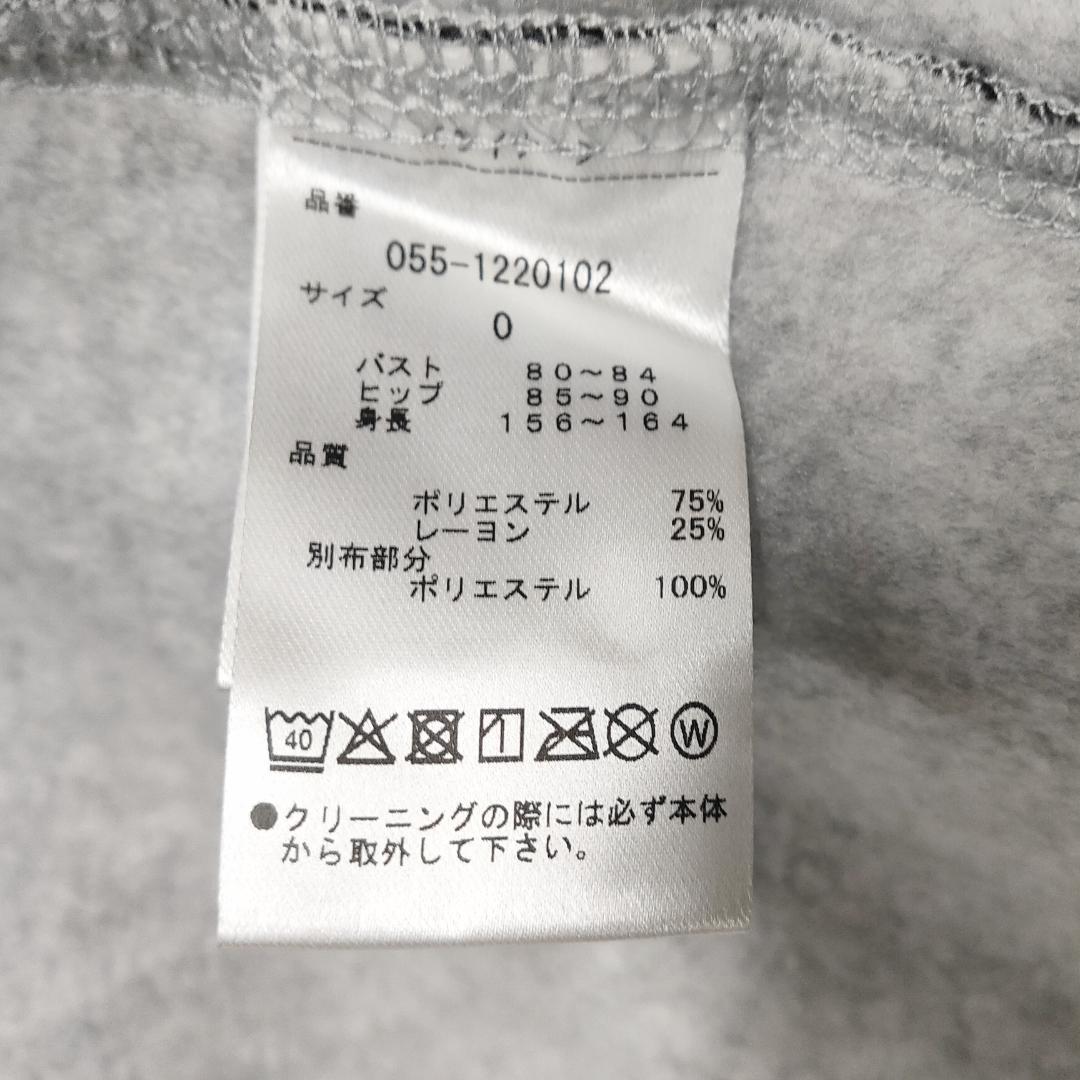 品番
055-1220102
サイズ
0
バスト 80~84
ヒップ 85~90
身長 156~164
品質
ポリエステル 75%
レーヨン 25%
別布部分
ポリエステル 100%
40 W
●クリーニングの際には必ず本体
から取外して下さい。